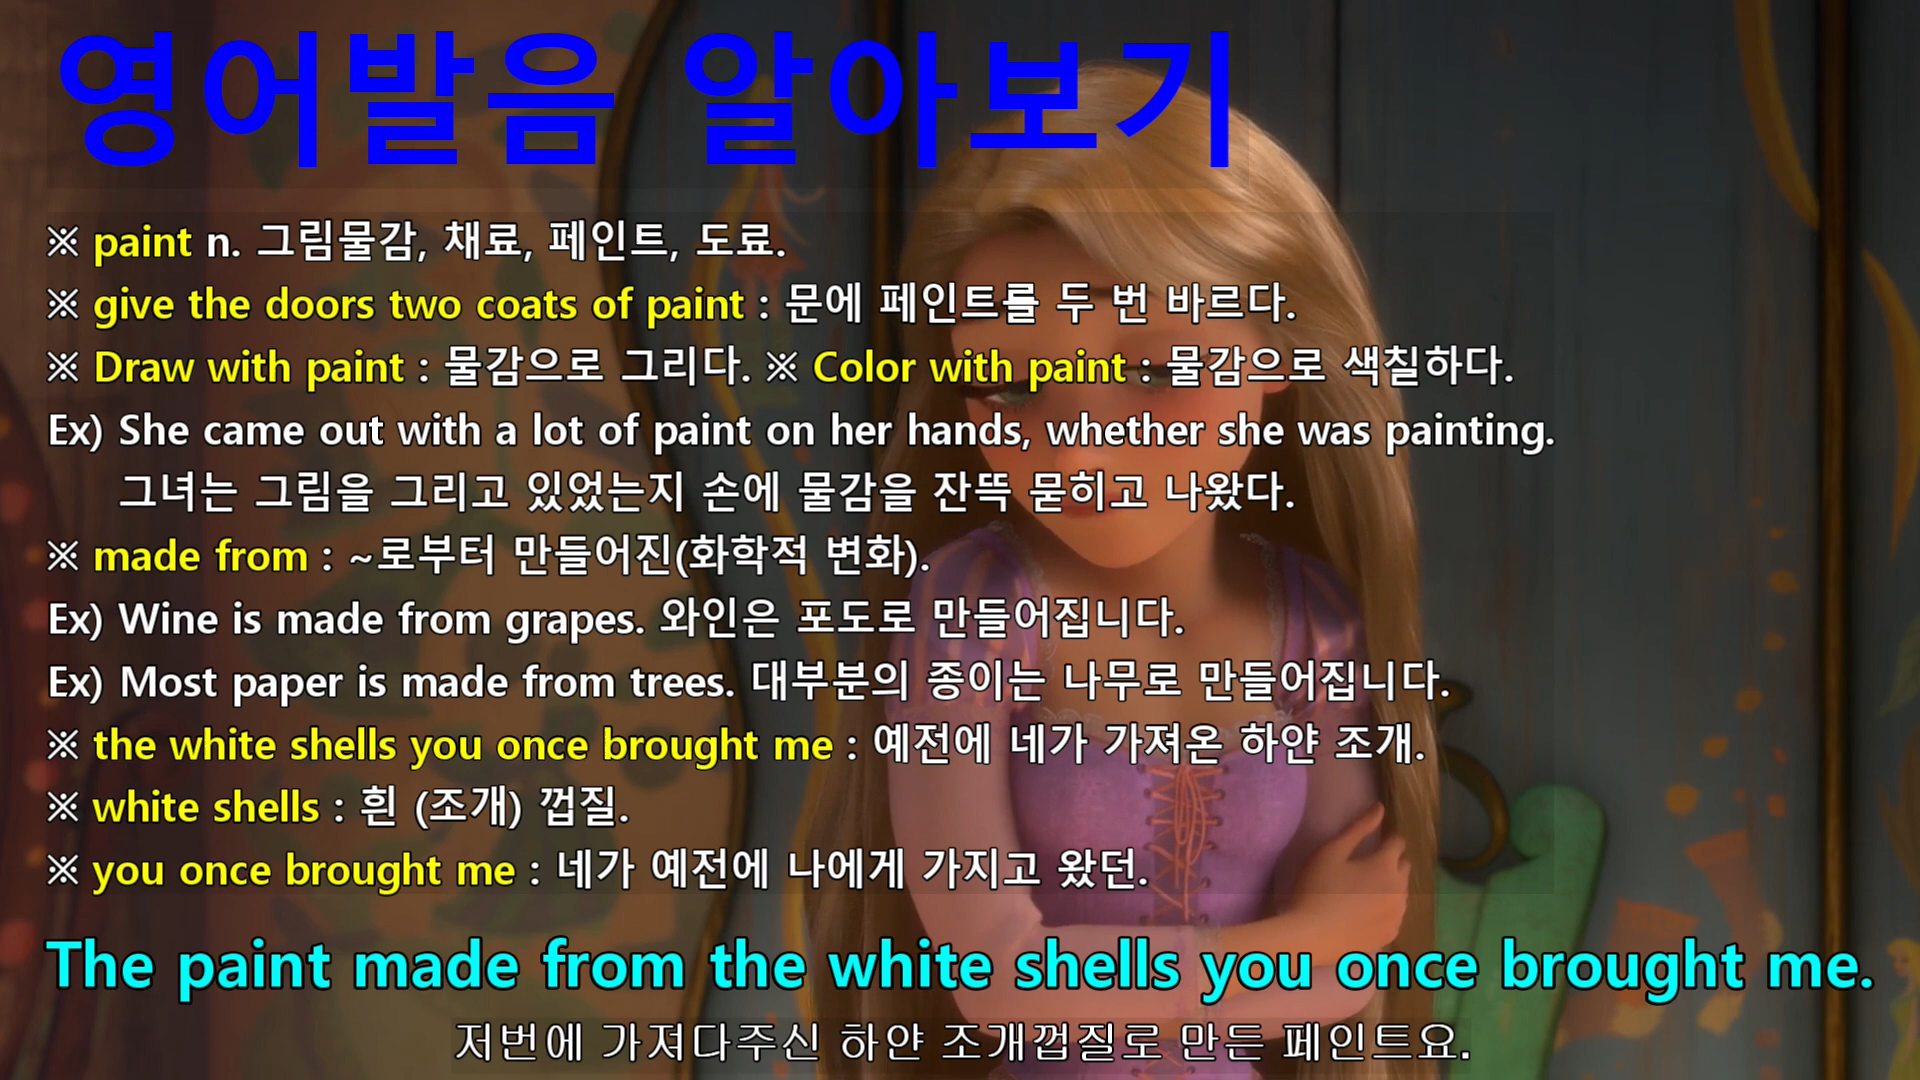 영어발음 알아보기
※ paint n. 그림물감, 채료, 페인트, 도료.
※ give the doors two coats of paint : 문에 페인트를 두 번 바르다.
※ Draw with paint : 물감으로 그리다. ※ Color with paint : 물감으로 색칠하다.
Ex) She came out with a lot of paint on her hands, whether she was painting.
그녀는 그림을 그리고 있었는지 손에 물감을 잔뜩 묻히고 나왔다.
※ made from : ~로부터 만들어진(화학적 변화).
Ex) Wine is made from grapes. 와인은 포도로 만들어집니다.
Ex) Most paper is made from trees. 대부분의 종이는 나무로 만들어집니다.
※ the white shells you once brought me : 예전에 네가 가져온 하얀 조개.
※ white shells : 흰 (조개) 껍질.
※ you once brought me : 네가 예전에 나에게 가지고 왔던.
The paint made from the white shells you once brought me.
저번에 가져다주신 하얀 조개껍질로 만든 페인트요.